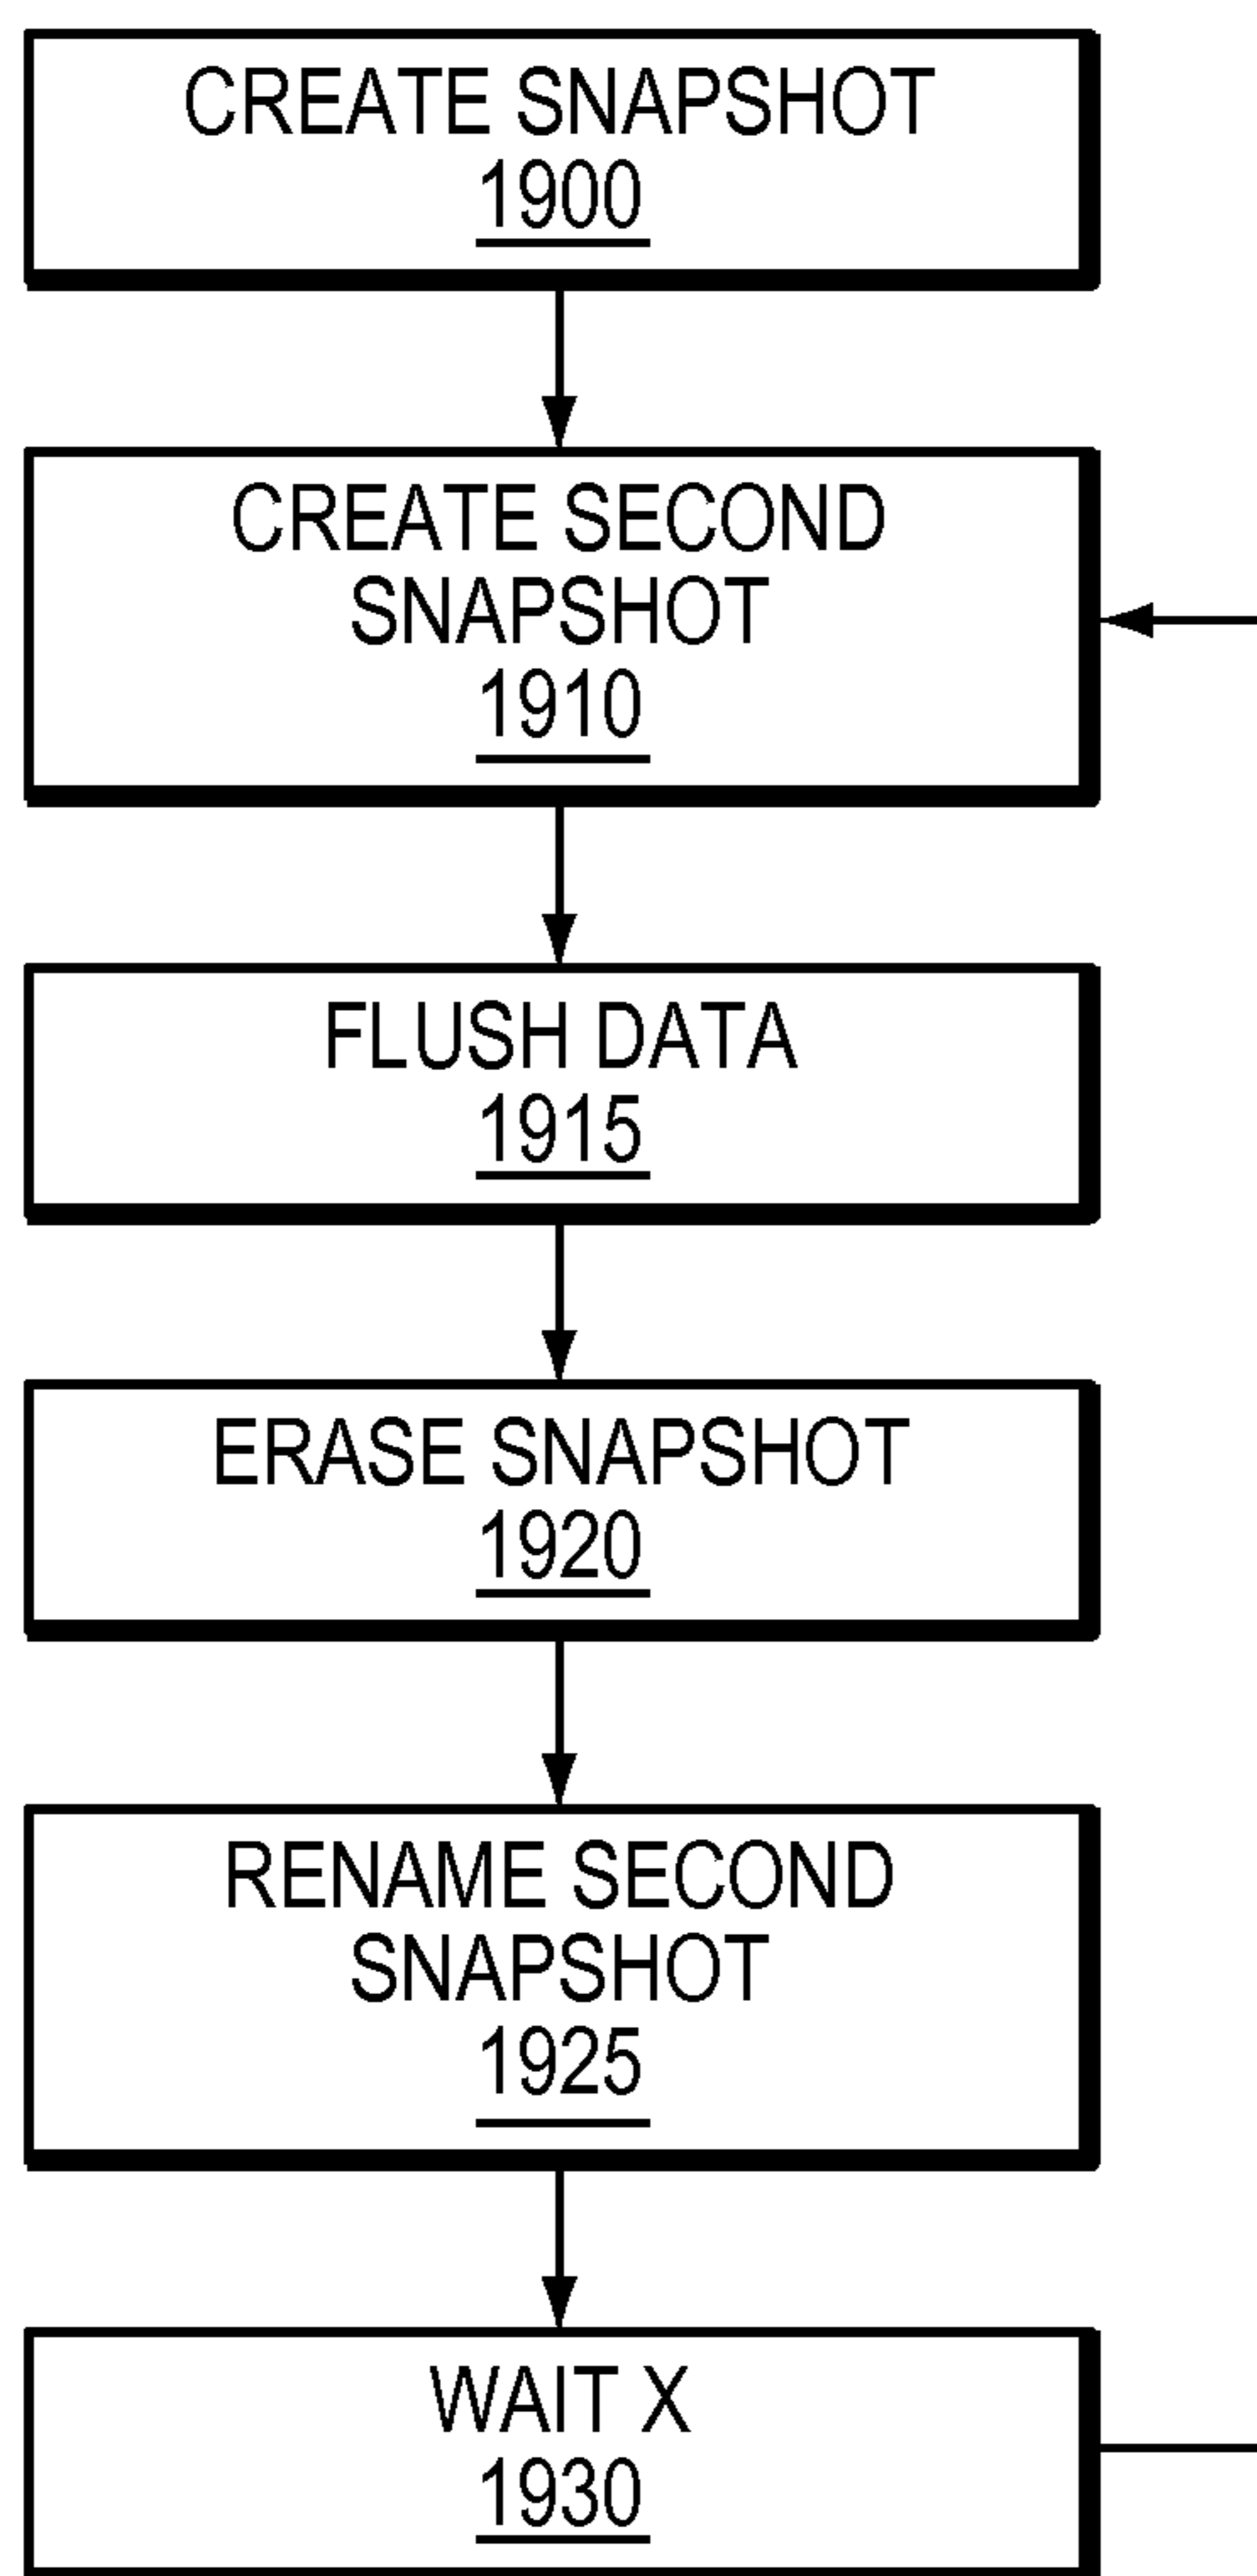 CREATE SNAPSHOT
1900
CREATE SECOND
SNAPSHOT
1910
FLUSH DATA
1915
ERASE SNAPSHOT
1920
RENAME SECOND
SNAPSHOT
1925
WAIT X
1930